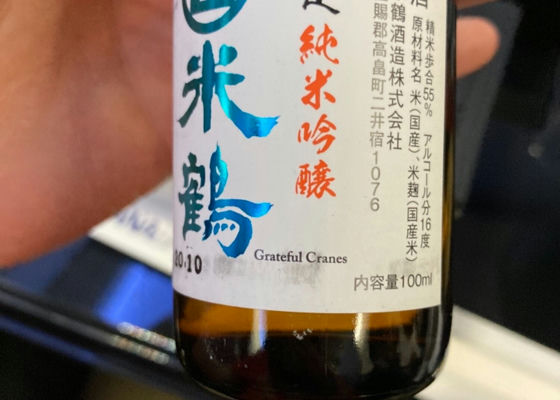 酒
精米歩合55% アルコール分16度
原材料名 米(国産)、米麹(国産米)
鶴酒造株式会社
賜郡高畠町二井宿1076
純米吟醸
米鶴
Grateful Cranes
20.10
内容量100ml